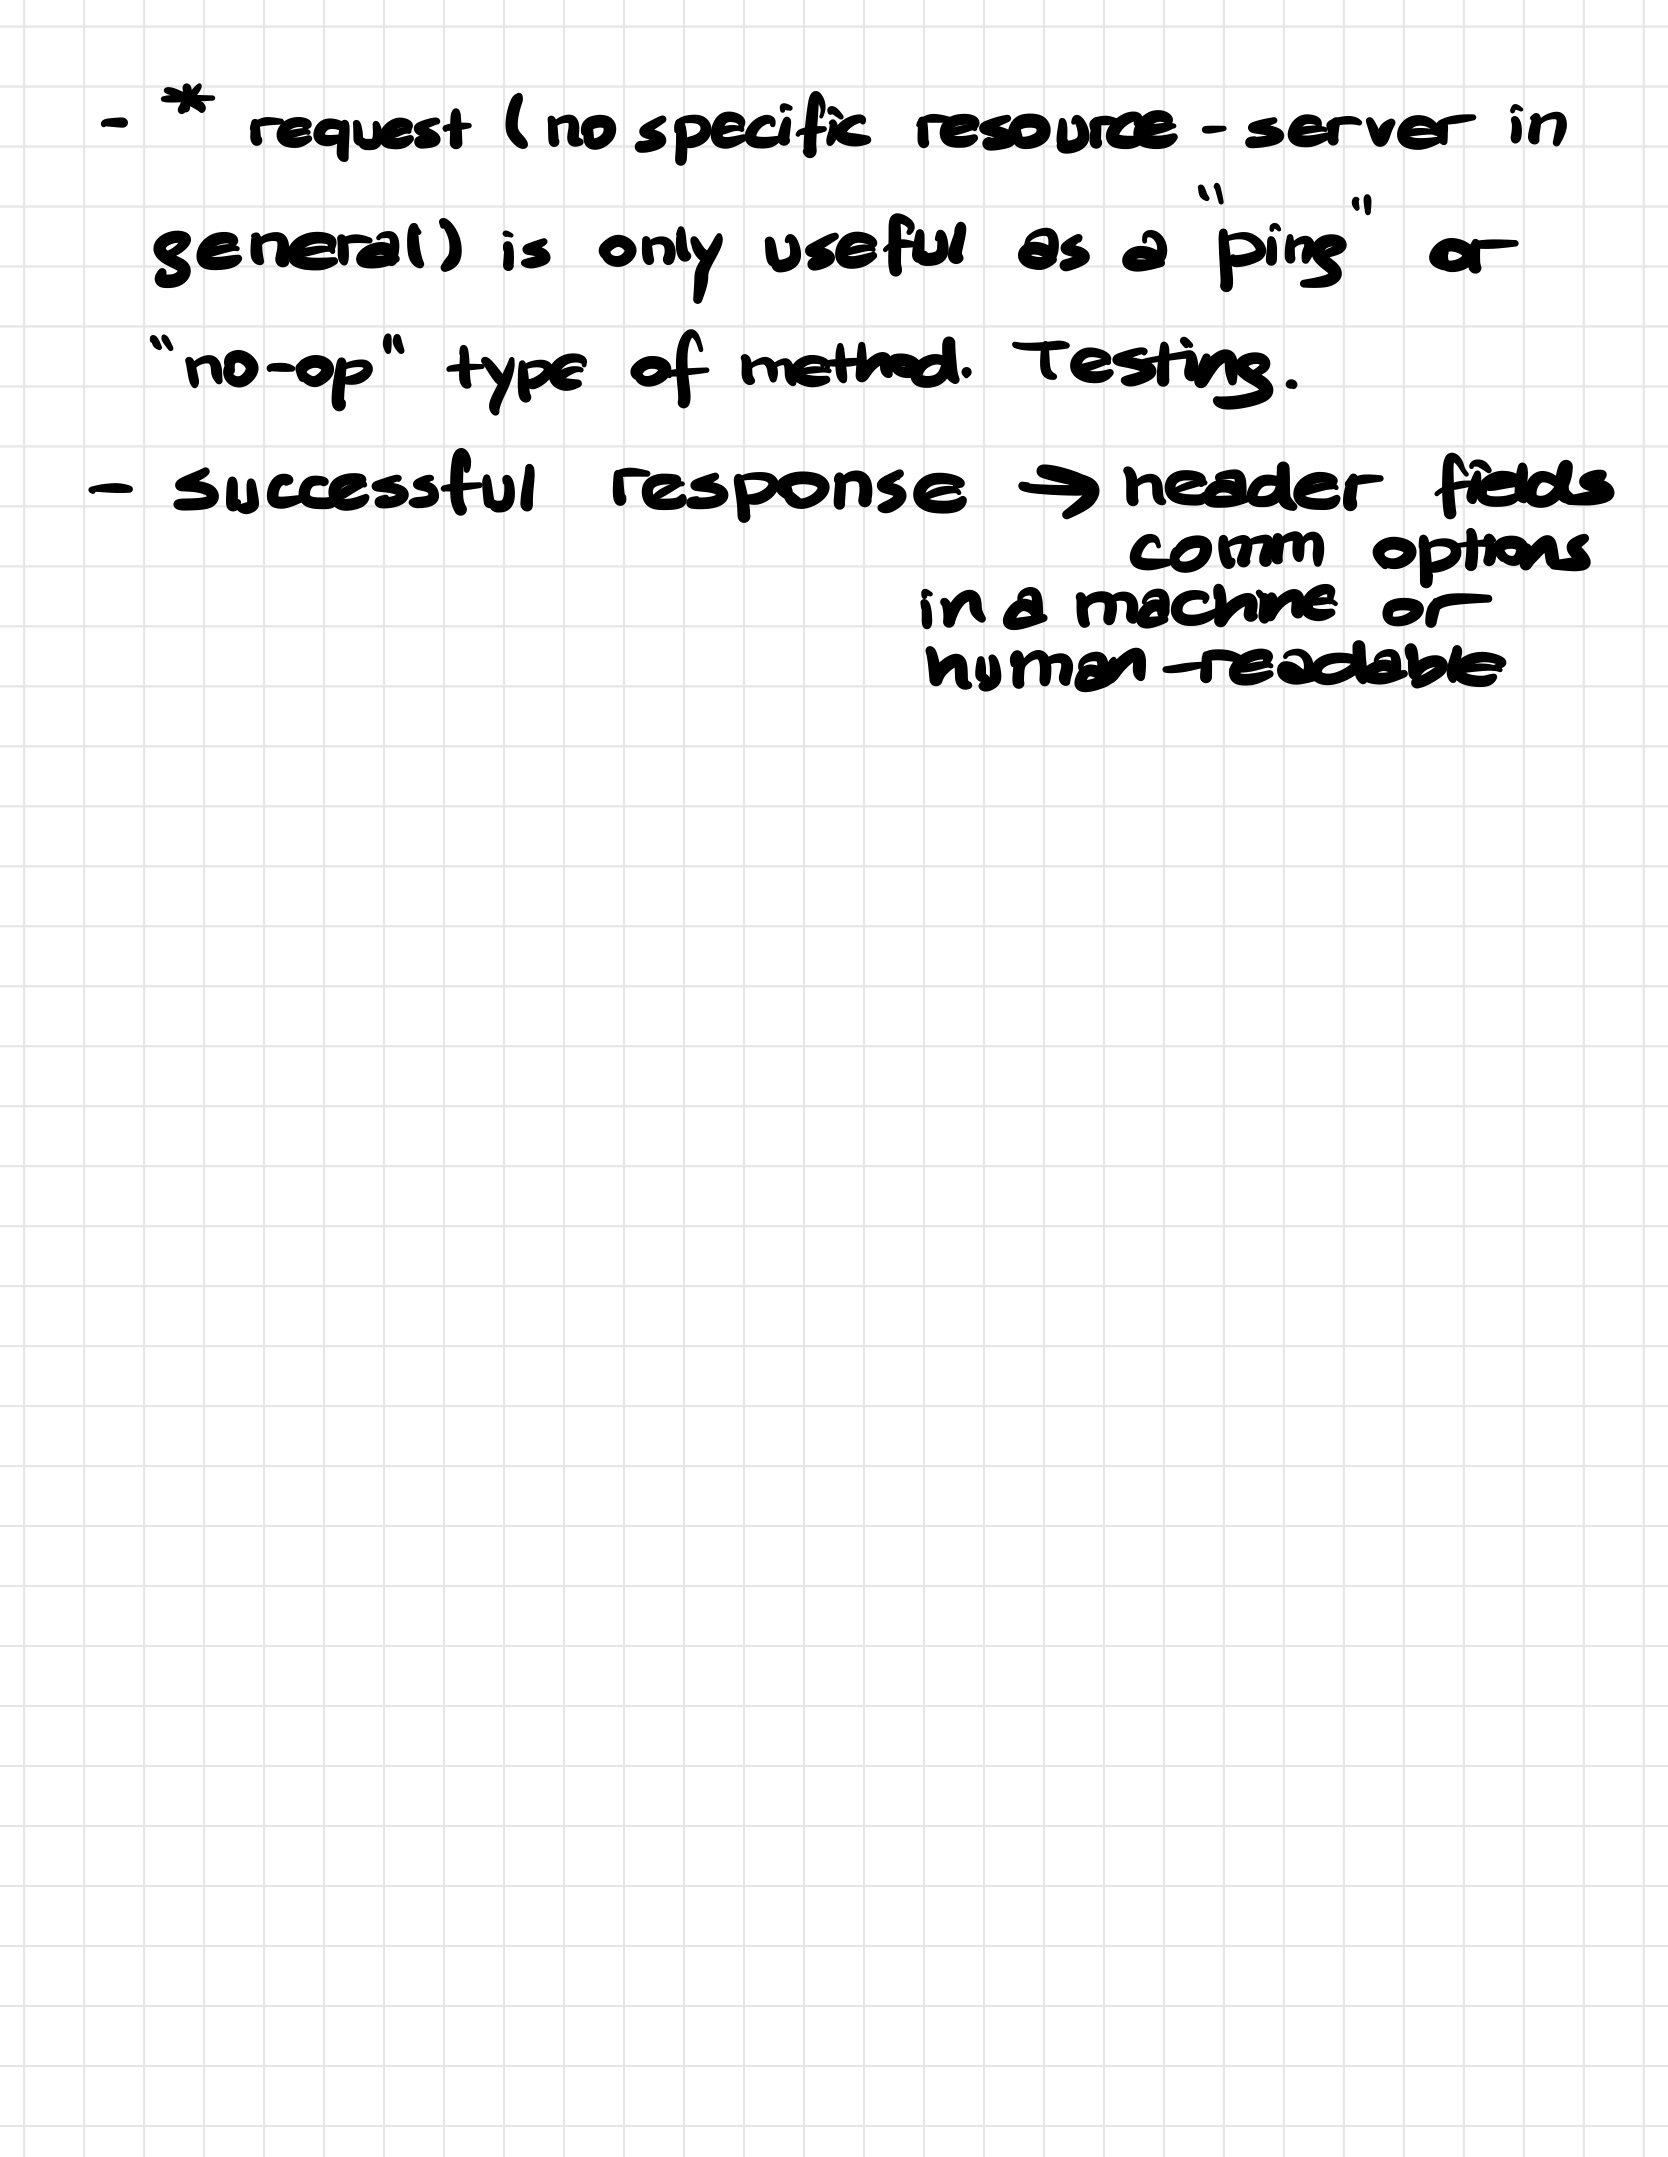 - * request (no specific resource - server in
general) is only useful as a "ping" or
"no-op" type of method. Testing.
- successful response → header fields
comm options
in a machine or
human-readable